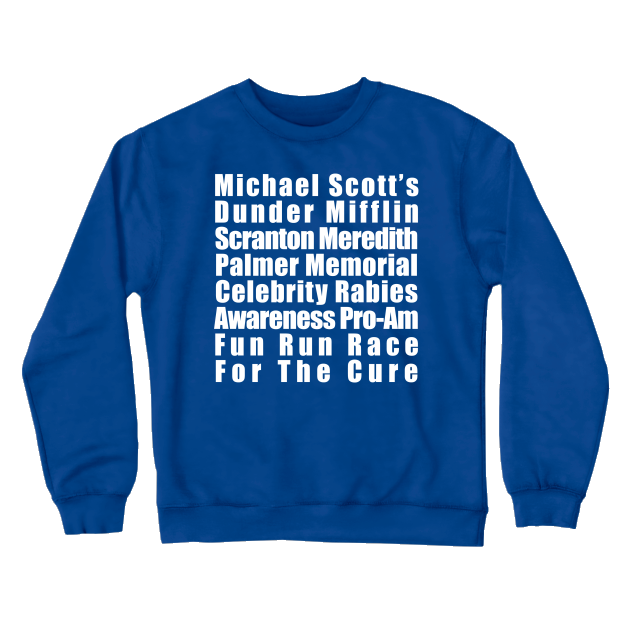 Michael Scott’s
Dunder Mifflin
Scranton Meredith
Palmer Memorial
Celebrity Rabies
Awareness Pro-Am
Fun Run Race
For The Cure